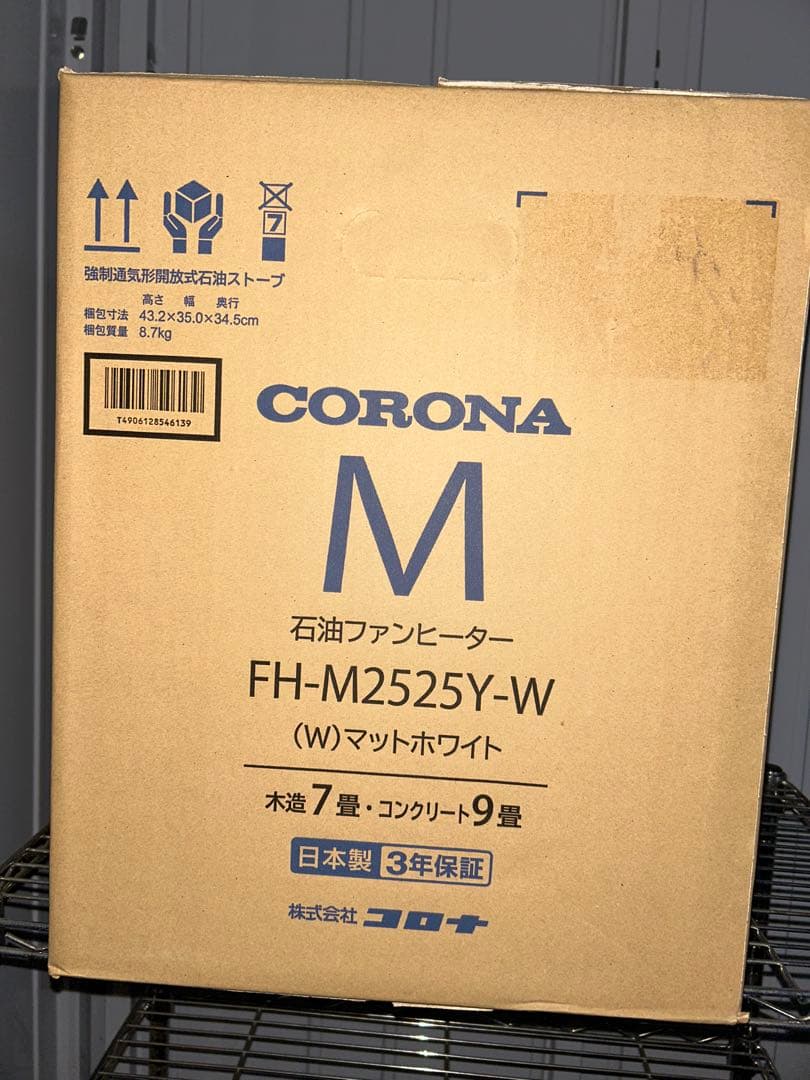 7
強制通気形開放式石油ストーブ
高さ 幅 奥行
梱包寸法 43.2×35.0×34.5cm
梱包質量 8.7kg
T4906128546139
CORONA
M
石油ファンヒーター
FH-M2525Y-W
(W)マットホワイト
木造7畳・コンクリート9畳
日本製 3年保証
株式会社 コロナ